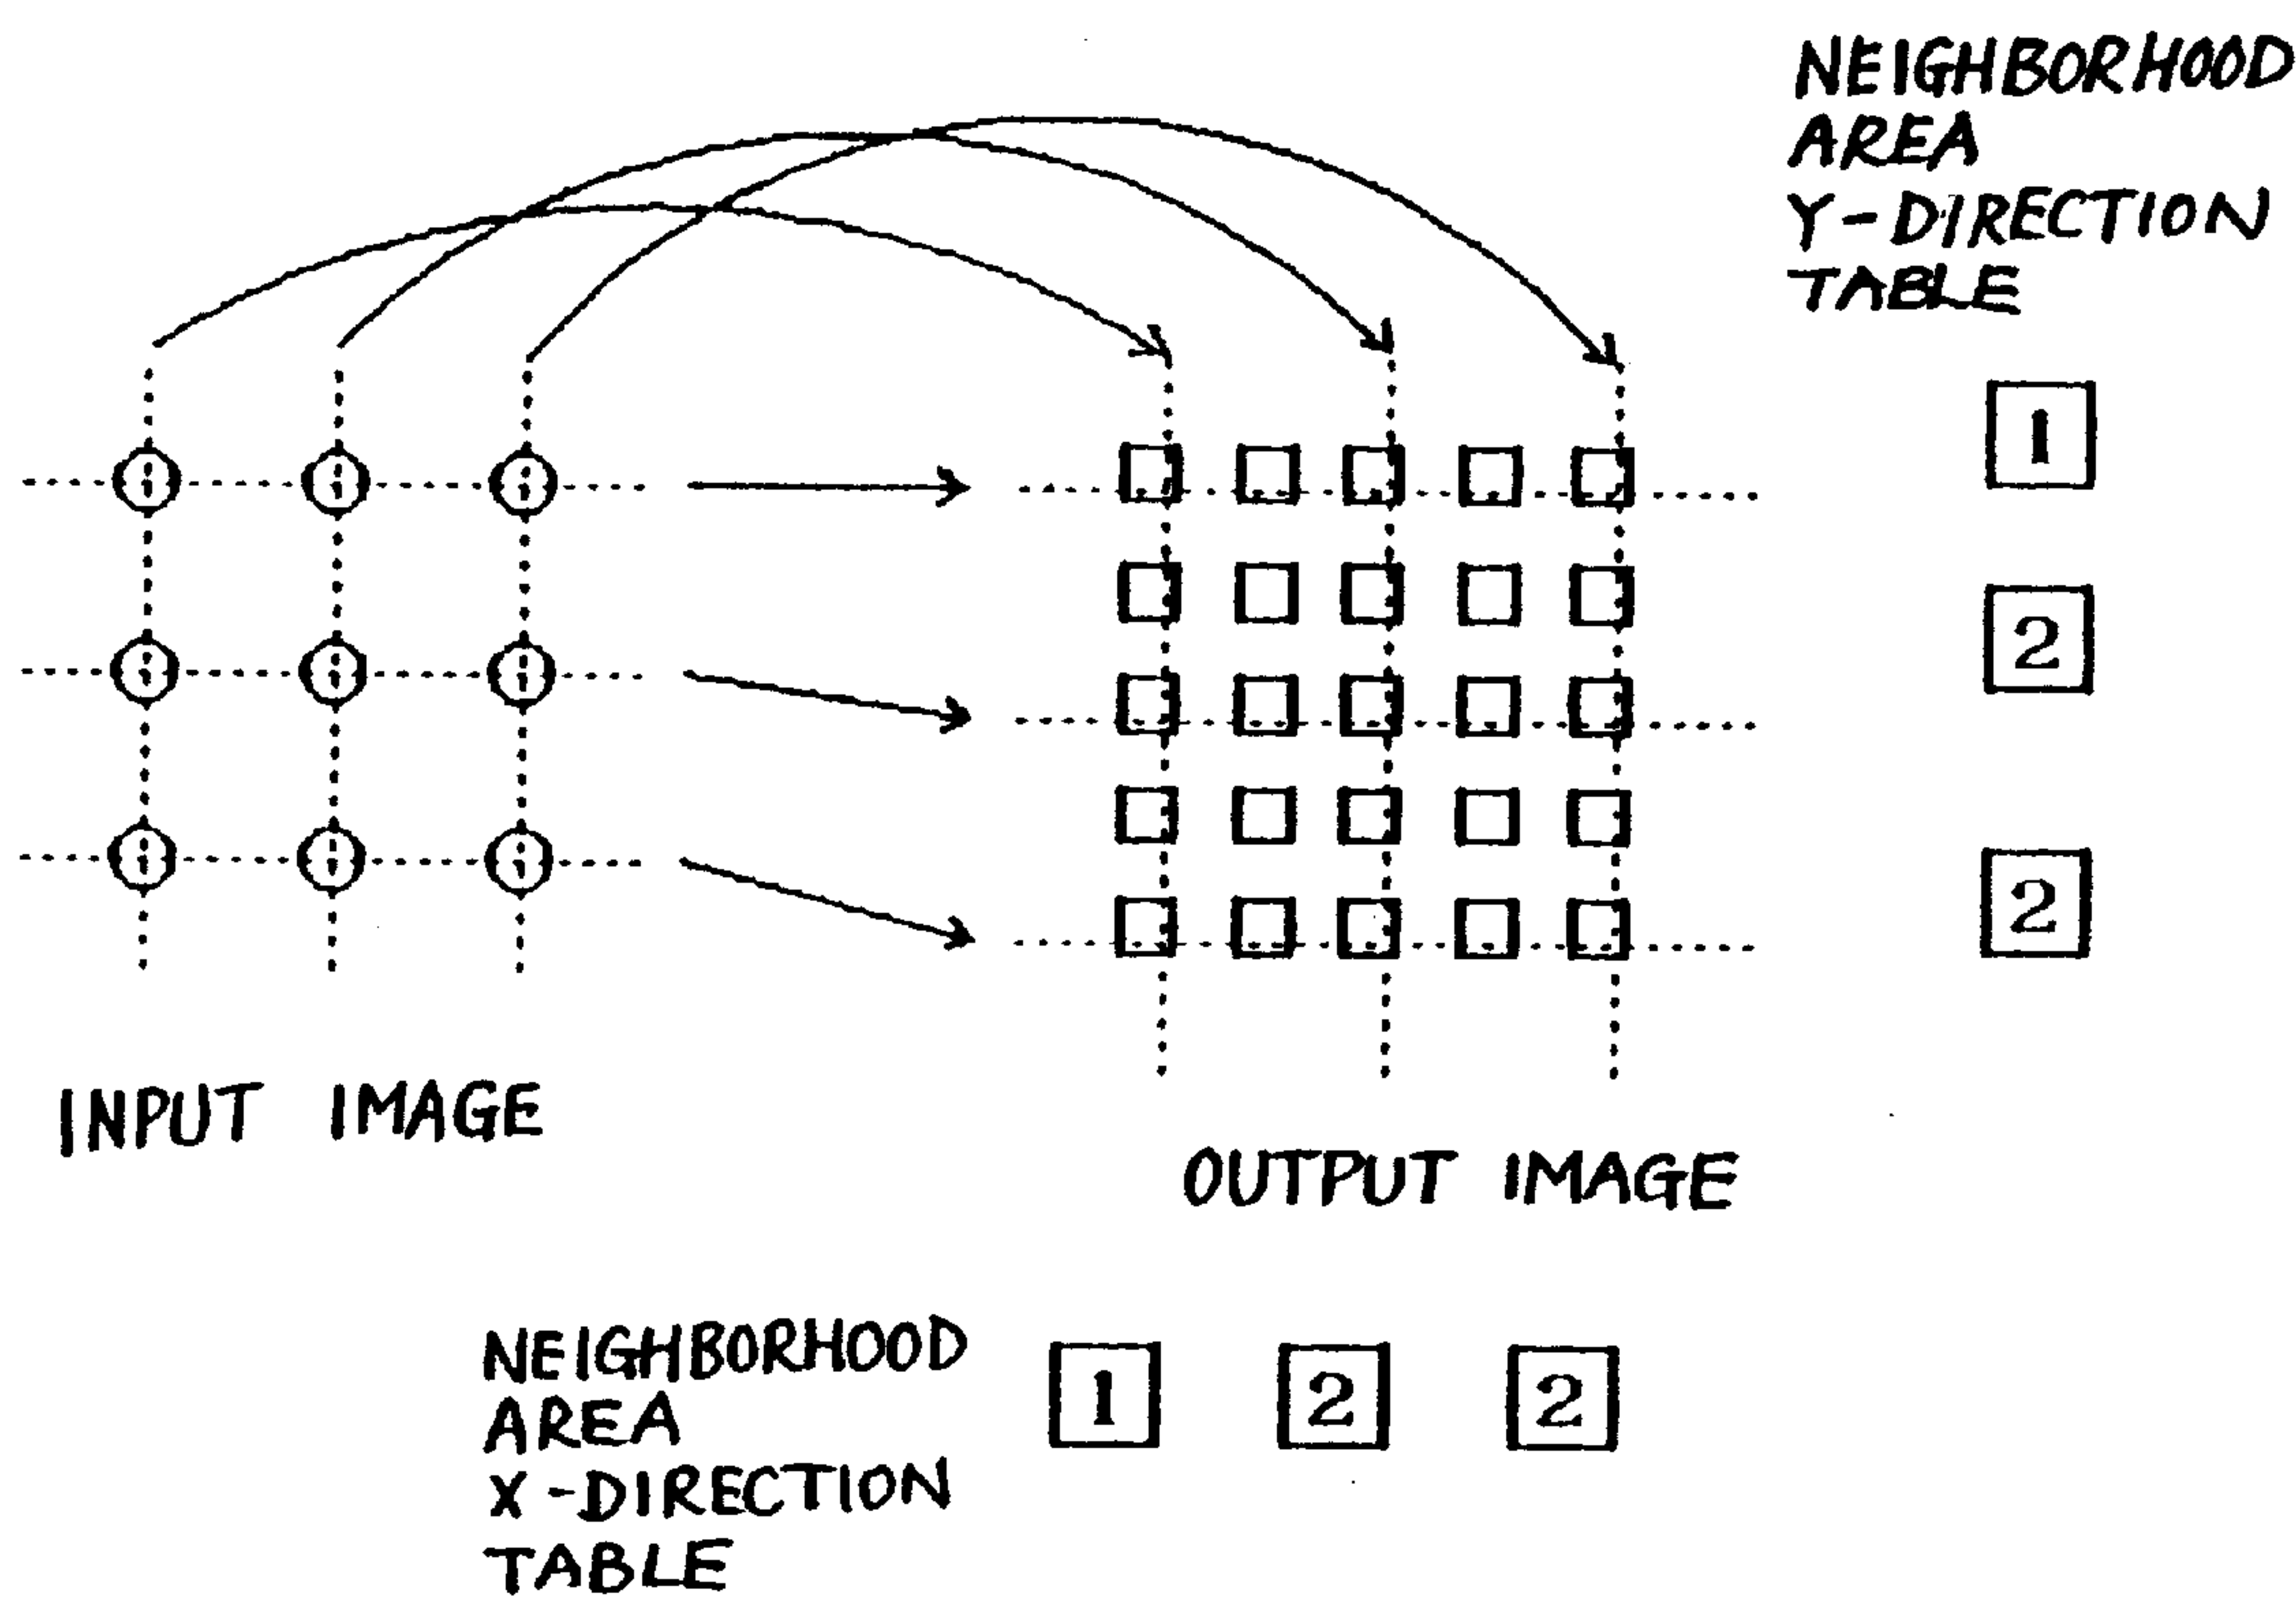 NEIGHBORHOOD
AREA
Y-DIRECTION
TABLE
1
2
2
INPUT IMAGE
OUTPUT IMAGE
NEIGHBORHOOD
AREA
X-DIRECTION
TABLE
1 2 2